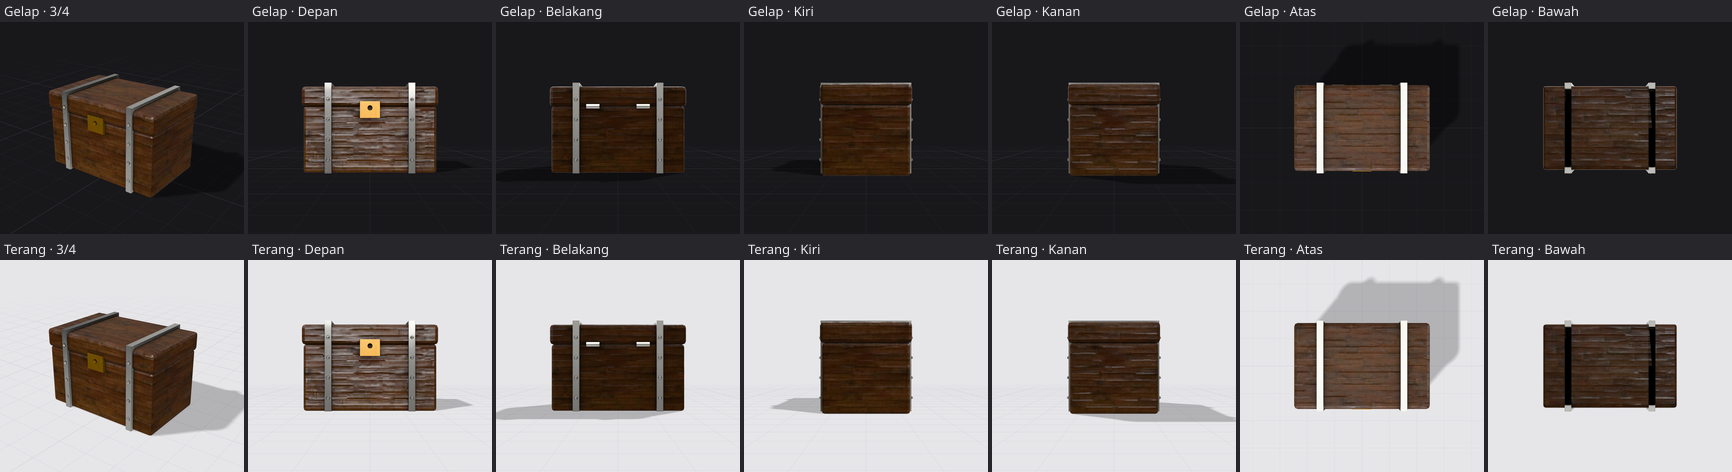 Gelap · 3/4
Gelap · Depan
Gelap · Belakang
Gelap · Kiri
Gelap · Kanan
Gelap · Atas
Gelap · Bawah
Terang · 3/4
Terang · Depan
Terang · Belakang
Terang · Kiri
Terang · Kanan
Terang · Atas
Terang · Bawah